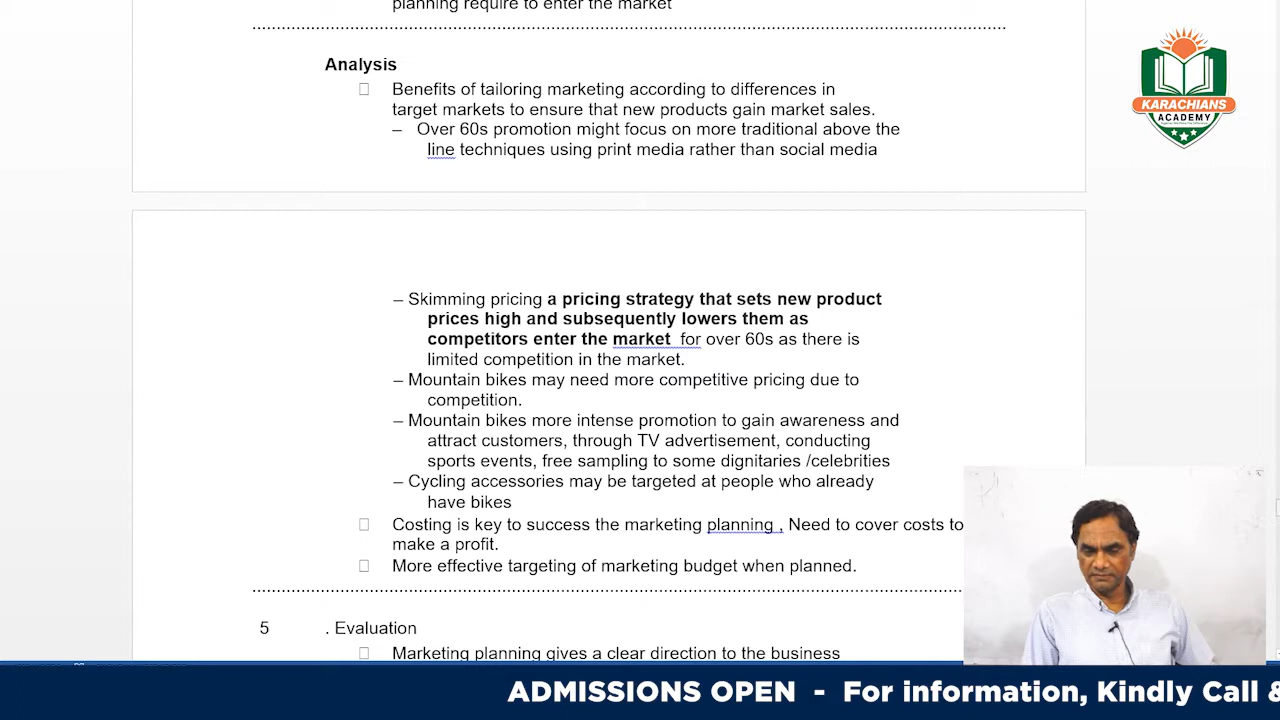 planning require to enter the market
Analysis
Benefits of tailoring marketing according to differences in
target markets to ensure that new products gain market sales.
– Over 60s promotion might focus on more traditional above the
line techniques using print media rather than social media
KARACHIANS
ACADEMY
– Skimming pricing a pricing strategy that sets new product
prices high and subsequently lowers them as
competitors enter the market for over 60s as there is
limited competition in the market.
– Mountain bikes may need more competitive pricing due to
competition.
– Mountain bikes more intense promotion to gain awareness and
attract customers, through TV advertisement, conducting
sports events, free sampling to some dignitaries /celebrities
– Cycling accessories may be targeted at people who already
have bikes
Costing is key to success the marketing planning , Need to cover costs to
make a profit.
More effective targeting of marketing budget when planned.
5 . Evaluation
Marketing planning gives a clear direction to the business
ADMISSIONS OPEN - For information, Kindly Call &